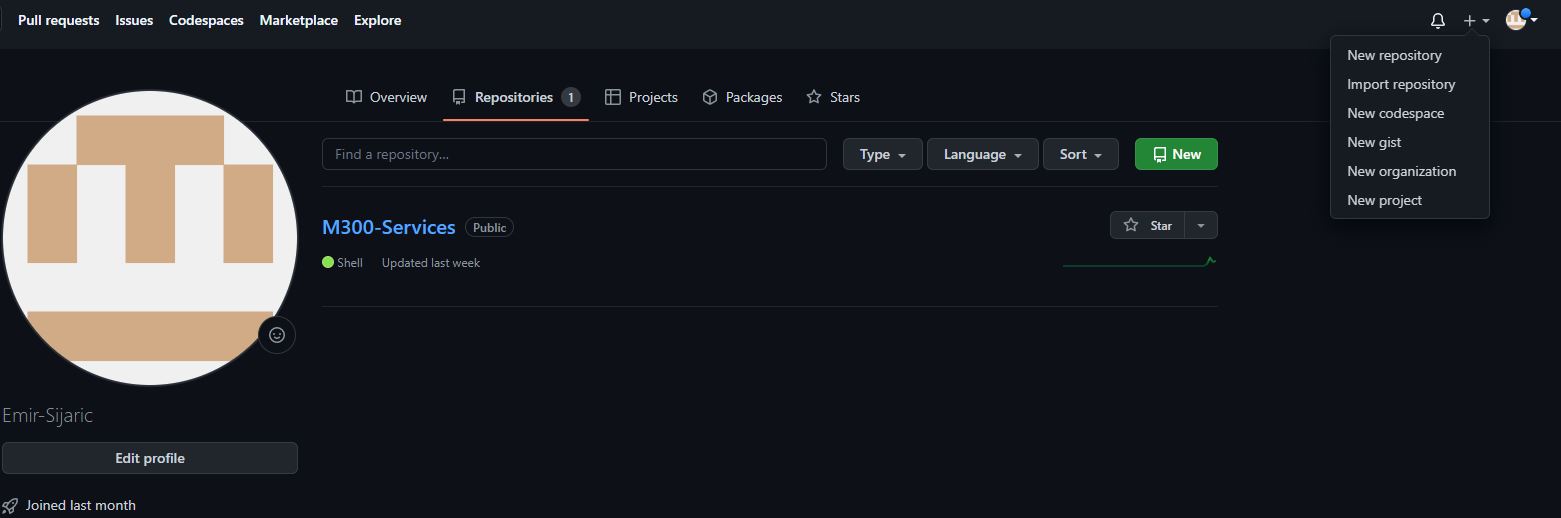 Pull requests Issues Codespaces Marketplace Explore
New repository
Import repository
New codespace
New gist
New organization
New project
Overview Repositories 1 Projects Packages Stars
Find a repository... Type Language Sort New
M300-Services Public Star
Shell Updated last week
Emir-Sijaric
Edit profile
Joined last month